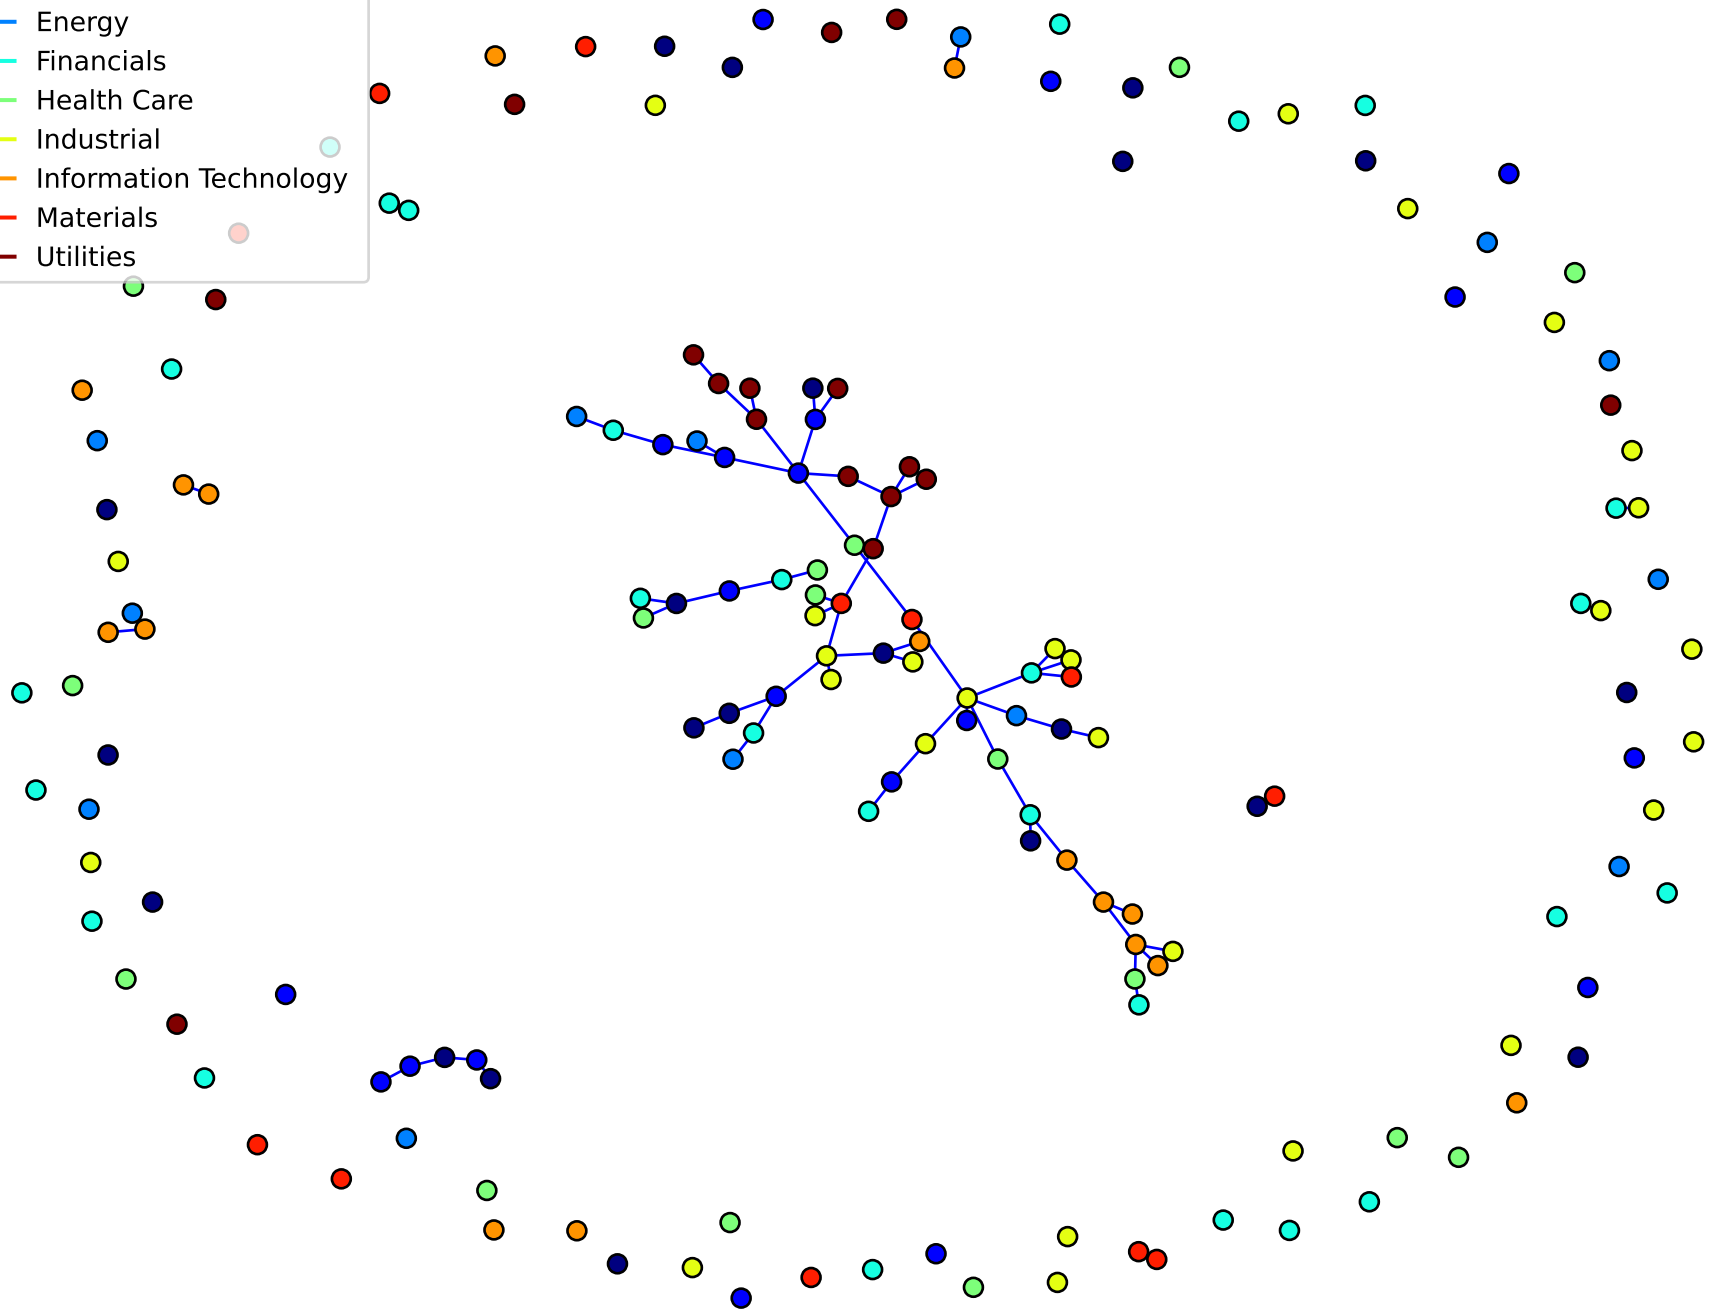 Energy
Financials
Health Care
Industrial
Information Technology
Materials
Utilities